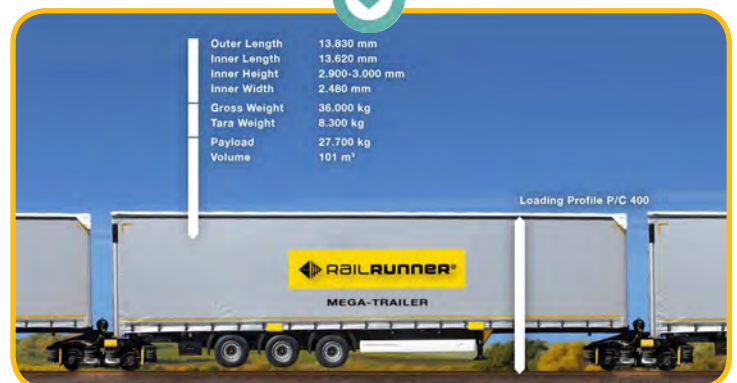 Outer Length 13.830 mm
Inner Length 13.620 mm
Inner Height 2.900-3.000 mm
Inner Width 2.480 mm
Gross Weight 36.000 kg
Tara Weight 8.300 kg
Payload 27.700 kg
Volume 101 m³
Loading Profile P/C 400
RAILRUNNER®
MEGA-TRAILER